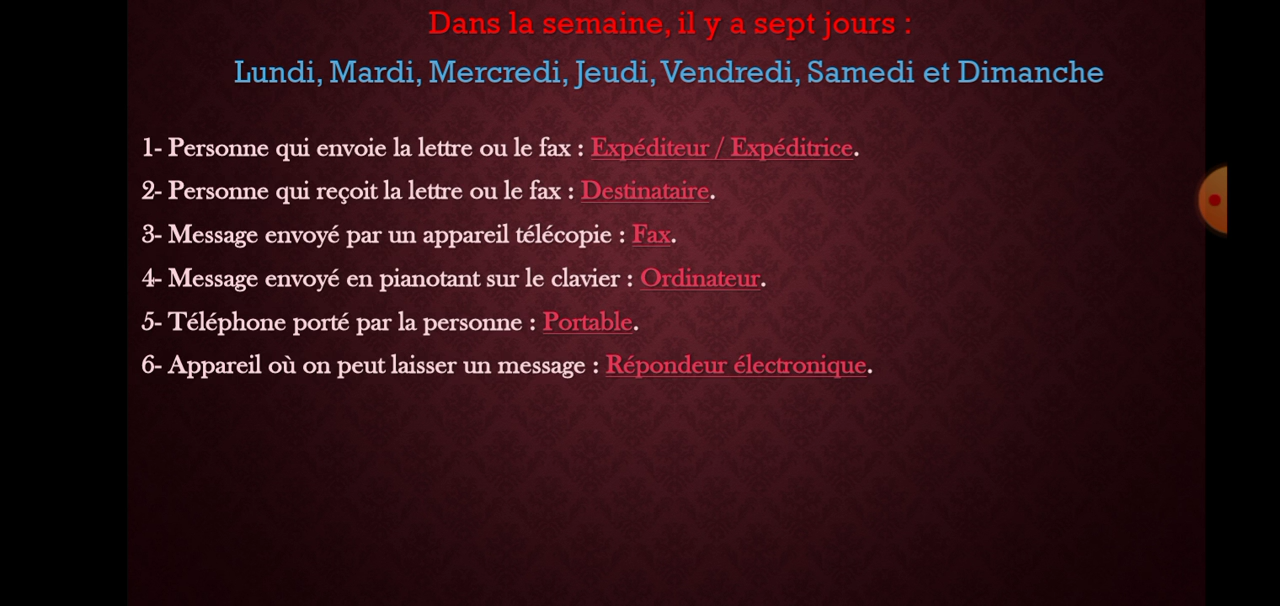 Dans la semaine, il y a sept jours :
Lundi, Mardi, Mercredi, Jeudi, Vendredi, Samedi et Dimanche
1- Personne qui envoie la lettre ou le fax : Expéditeur / Expéditrice.
2- Personne qui reçoit la lettre ou le fax : Destinataire.
3- Message envoyé par un appareil télécopie : Fax.
4- Message envoyé en pianotant sur le clavier : Ordinateur.
5- Téléphone porté par la personne : Portable.
6- Appareil où on peut laisser un message : Répondeur électronique.